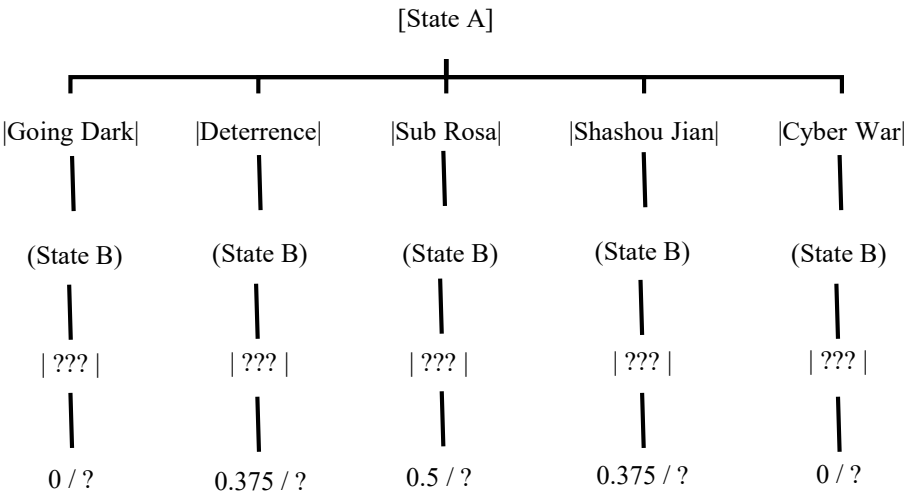 [State A]
|Going Dark| |Deterrence| |Sub Rosa| |Shashou Jian| |Cyber War|
(State B) (State B) (State B) (State B) (State B)
| ??? | | ??? | | ??? | | ??? | | ??? |
0 / ? 0.375 / ? 0.5 / ? 0.375 / ? 0 / ?